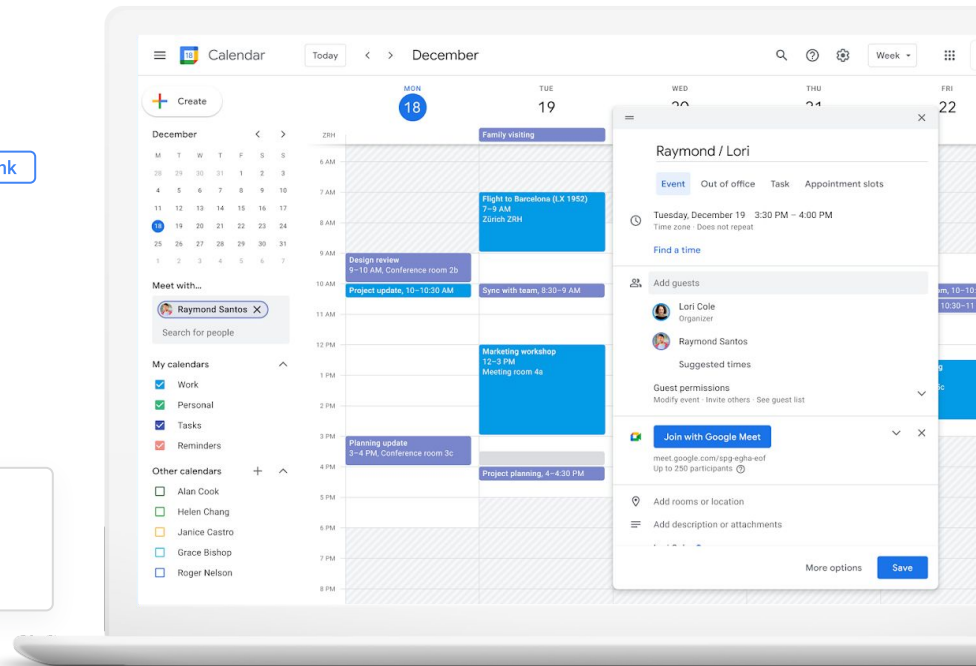 Calendar
Today
December
Week
Create
December
M T W T F S S
28 29 30 31 1 2 3
4 5 6 7 8 9 10
11 12 13 14 15 16 17
18 19 20 21 22 23 24
25 26 27 28 29 30 31
1 2 3 4 5 6 7
Meet with...
Raymond Santos
Search for people
My calendars
Work
Personal
Tasks
Reminders
Other calendars
Alan Cook
Helen Chang
Janice Castro
Grace Bishop
Roger Nelson
MON TUE WED THU FRI
18 19 20 21 22
ZRH
Family visiting
6 AM
7 AM
8 AM
9 AM
10 AM
11 AM
12 PM
1 PM
2 PM
3 PM
4 PM
5 PM
6 PM
7 PM
8 PM
Design review
9–10 AM, Conference room 2b
Project update, 10–10:30 AM
Planning update
3–4 PM, Conference room 3c
Flight to Barcelona (LX 1952)
7–9 AM
Zürich ZRH
Sync with team, 8:30–9 AM
Marketing workshop
12–3 PM
Meeting room 4a
Project planning, 4–4:30 PM
Raymond / Lori
Event Out of office Task Appointment slots
Tuesday, December 19 3:30 PM – 4:00 PM
Time zone · Does not repeat
Find a time
Add guests
Lori Cole
Organizer
Raymond Santos
Suggested times
Guest permissions
Modify event · Invite others · See guest list
Join with Google Meet
meet.google.com/spg-egha-eof
Up to 250 participants
Add rooms or location
Add description or attachments
More options
Save
10:30–11